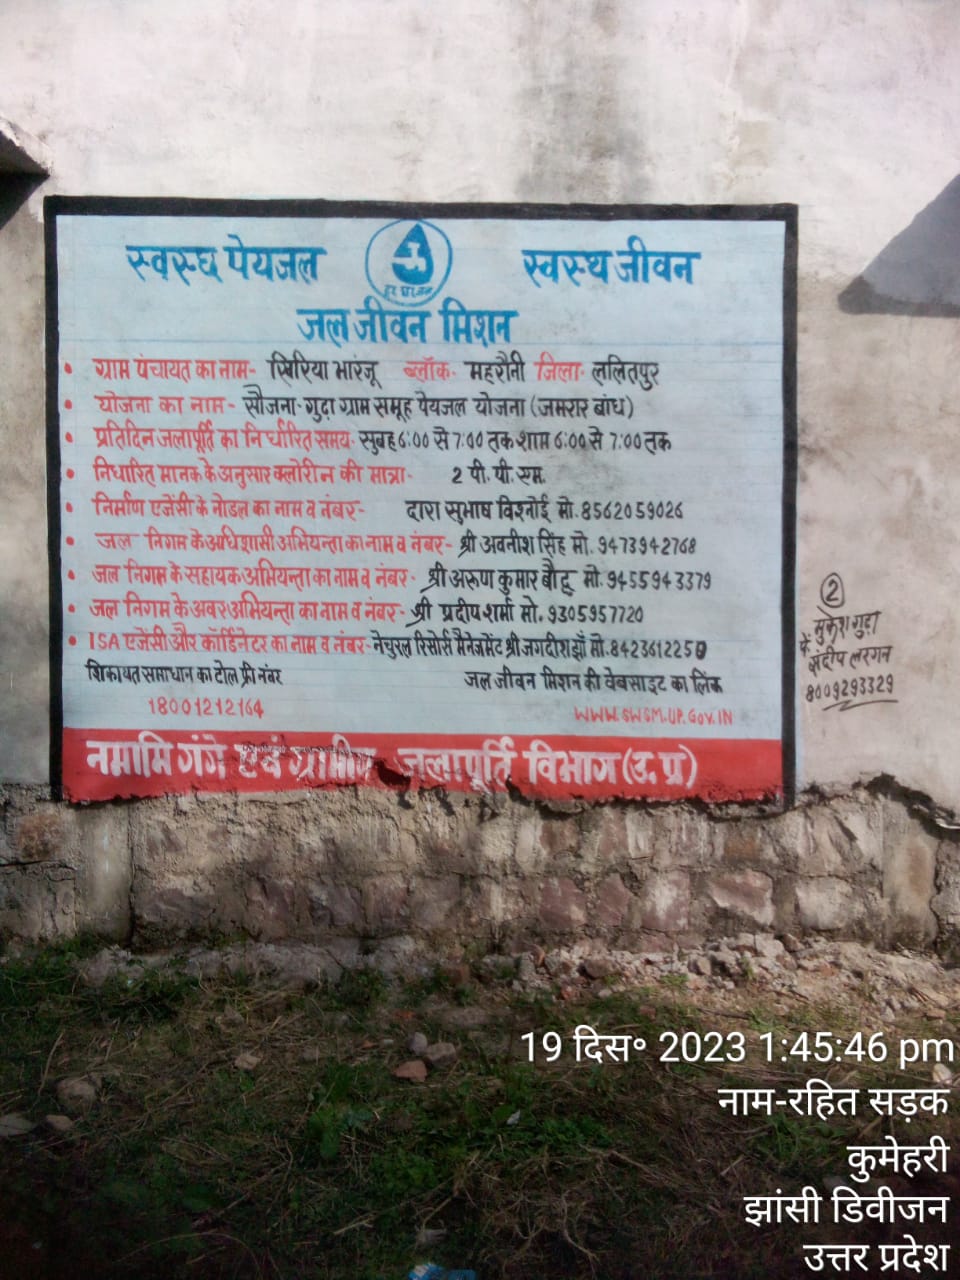 स्वस्छ पेयजल
हर घर जल
स्वस्थ जीवन
जल जीवन मिशन
• ग्राम पंचायत का नाम- खिरिया भारंजू ब्लॉक- महरौनी जिला- ललितपुर
• योजना का नाम- सौजना-गुढ़ा ग्राम समूह पेयजल योजना (जमरार बांध)
• प्रतिदिन जलापूर्ति का निर्धारित समय- सुबह 6:00 से 7:00 तक शाम 6:00 से 7:00 तक
• निर्धारित मानक के अनुसार क्लोरीन की मात्रा- 2 पी. पी. एम.
• निर्माण एजेंसी के नोडल का नाम व नंबर- दारा सुभाष विश्नोई मो. 8562059026
• जल निगम के अधिशासी अभियन्ता का नाम व नंबर- श्री अवनीश सिंह मो. 9473942768
• जल निगम के सहायक अभियन्ता का नाम व नंबर- श्री अरूण कुमार बौद्ध मो. 9455943379
• जल निगम के अवर अभियन्ता का नाम व नंबर- श्री प्रदीप शर्मा मो. 9305957720
• ISA एजेंसी और कॉर्डिनेटर का नाम व नंबर- नेचुरल रिसोर्स मैनेजमेंट श्री जगदीश झाँ मो. 8423612250
शिकायत समाधान का टोल फ्री नंबर
जल जीवन मिशन की वेबसाइट का लिंक
18001212164
WWW.SWSM.UP.GOV.IN
नमामि गंगे एवं ग्रामीण जलापूर्ति विभाग (उ. प्र)
2
मुकेश गुढ़ा
संदीप लरगन
8009293329
19 दिस॰ 2023 1:45:46 pm
नाम-रहित सड़क
कुमेहरी
झांसी डिवीजन
उत्तर प्रदेश